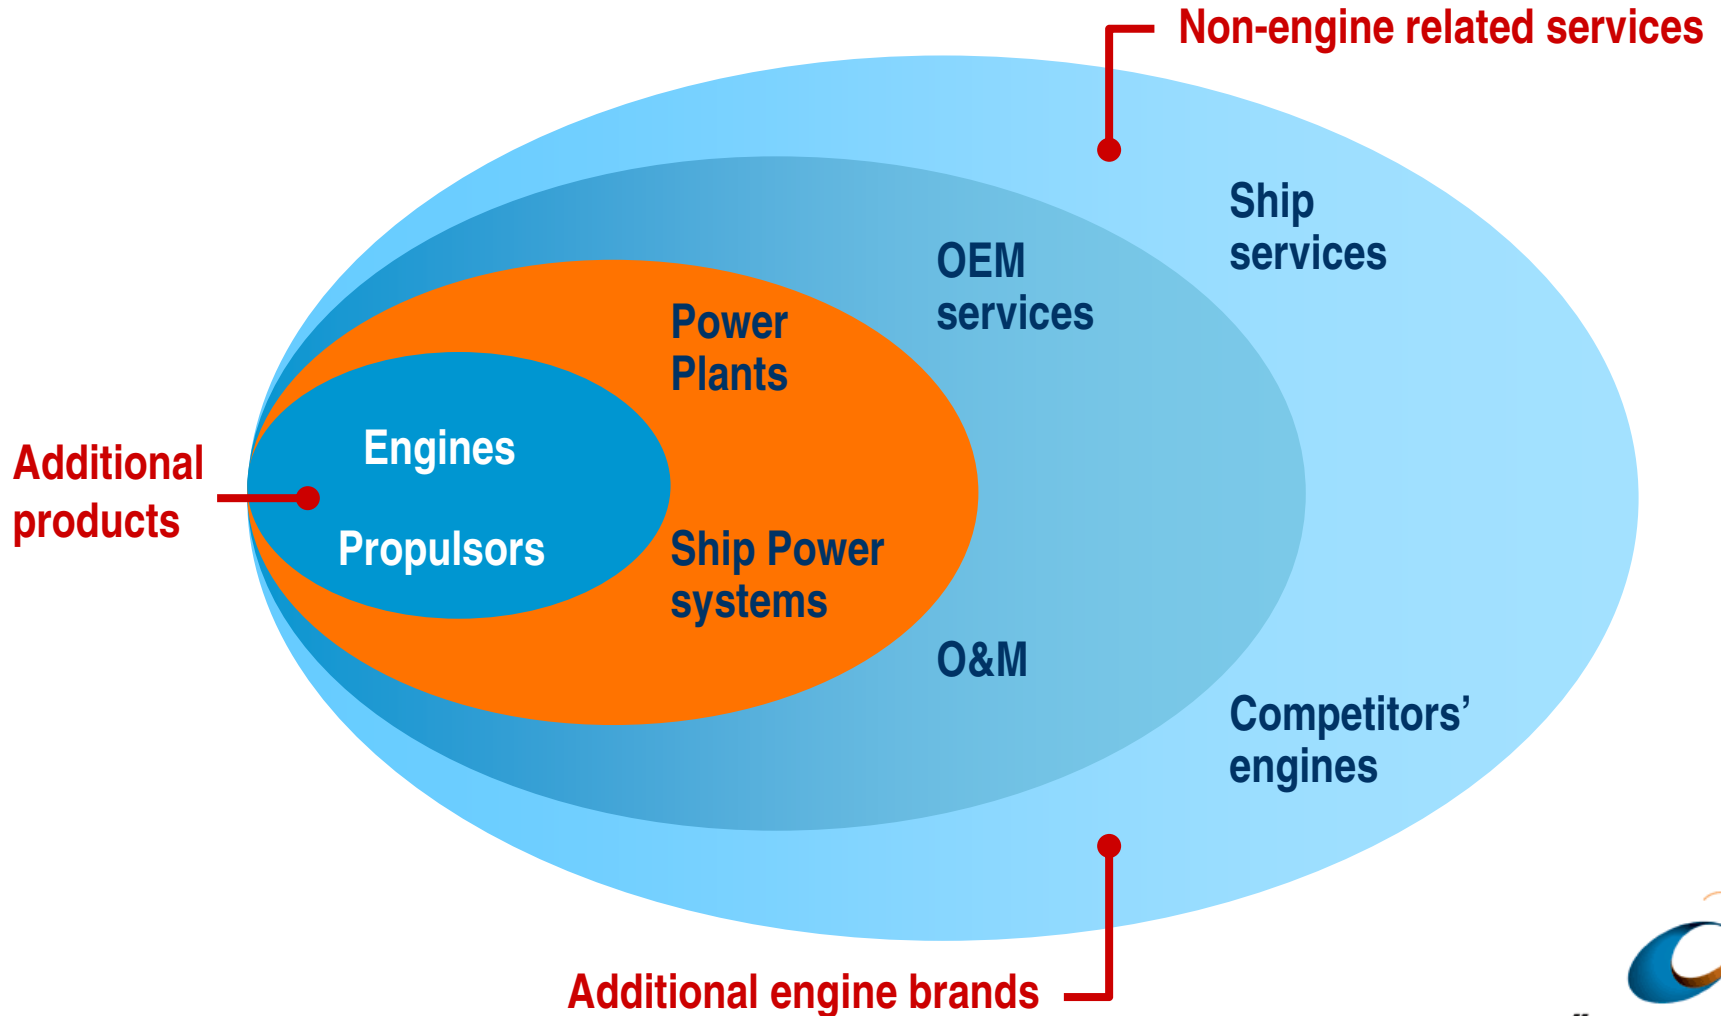 Non-engine related services
Ship
services
OEM
services
Power
Plants
Engines
Additional
products
Propulsors
Ship Power
systems
O&M
Competitors’
engines
Additional engine brands